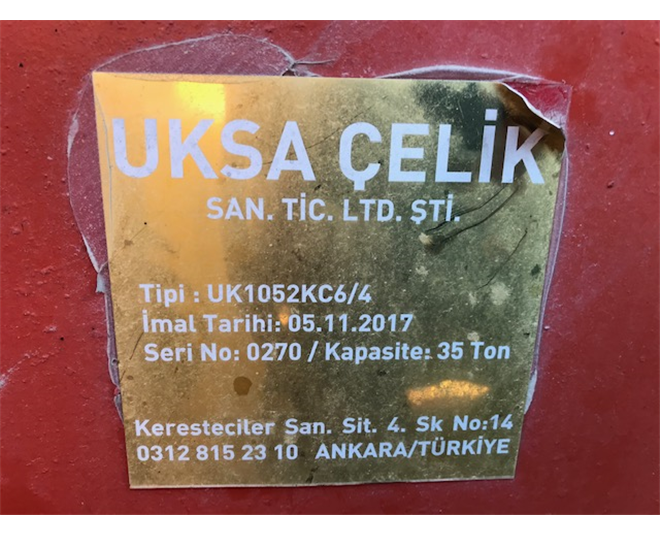 UKSA ÇELİK
SAN. TİC. LTD. ŞTİ.
Tipi : UK1052KC6/4
İmal Tarihi: 05.11.2017
Seri No: 0270 / Kapasite: 35 Ton
Keresteciler San. Sit. 4. Sk No:14
0312 815 23 10 ANKARA/TÜRKİYE